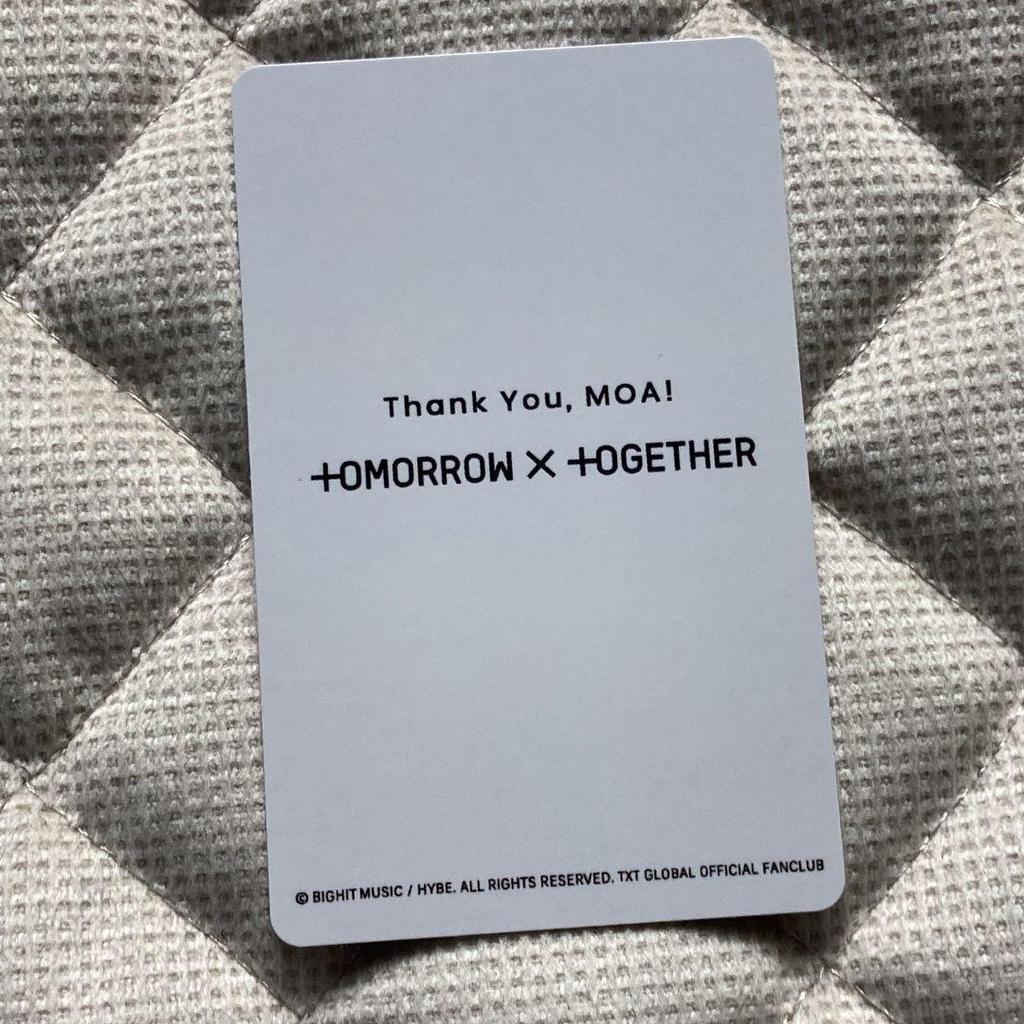 Thank You, MOA!
TOMORROW X TOGETHER
© BIGHIT MUSIC / HYBE. ALL RIGHTS RESERVED. TXT GLOBAL OFFICIAL FANCLUB